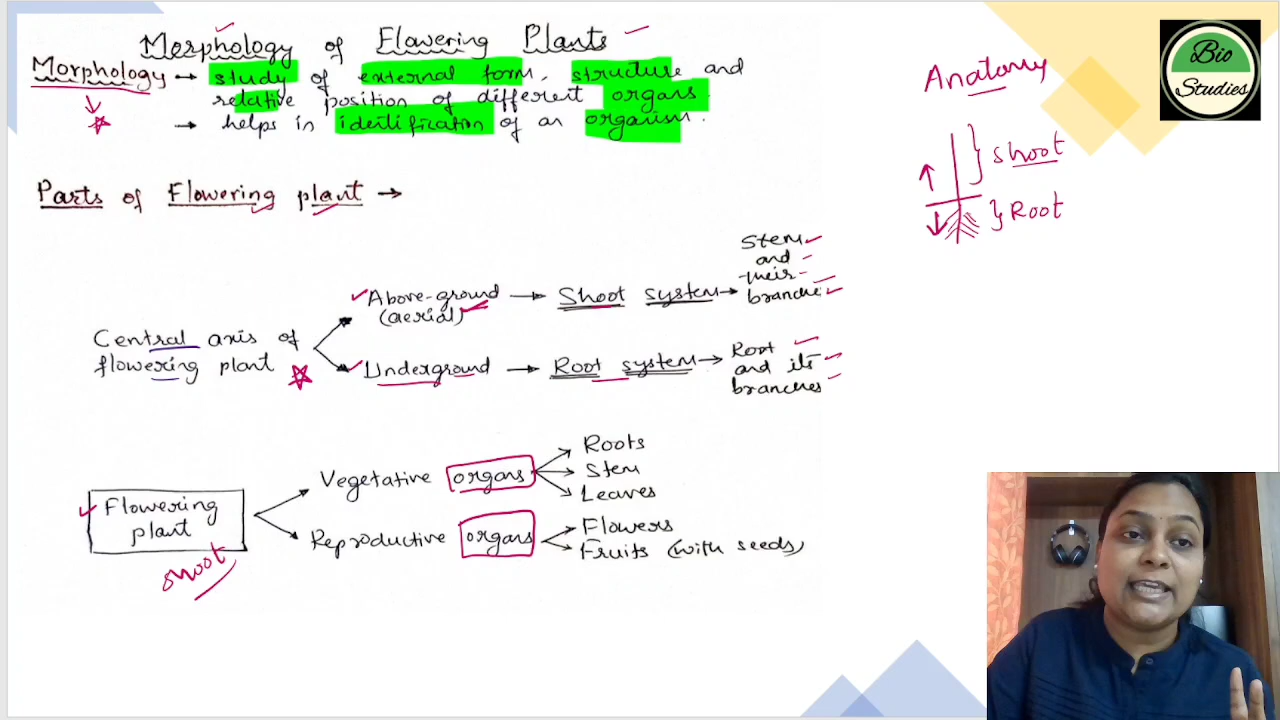 Morphology of Flowering Plants
Morphology → study of external form, structure and
relative position of different organs.
→ helps in identification of an organism.
Parts of Flowering plant →
Central axis of
flowering plant
Above-ground → Shoot system → Stem
(aerial)
and
their
branches
Underground → Root system → Root
and its
branches
Flowering
plant
shoot
Vegetative organs
Roots
Stem
Leaves
Reproductive organs
Flowers
Fruits (with seeds)
Anatomy
Shoot
Root
Bio
Studies